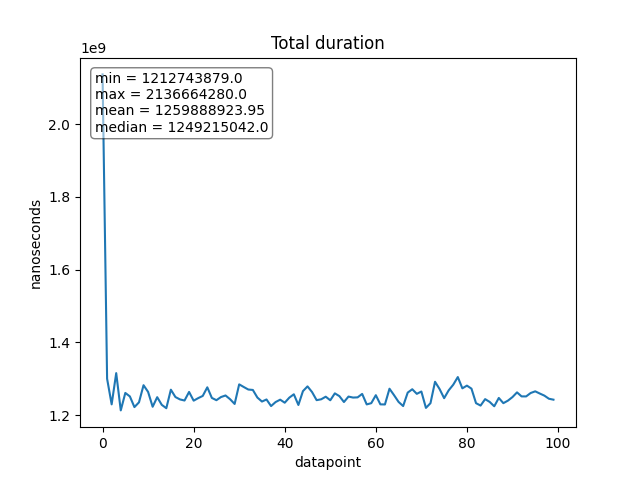 Total duration
1e9
min = 1212743879.0
max = 2136664280.0
mean = 1259888923.95
median = 1249215042.0
2.0
1.8
1.6
1.4
1.2
nanoseconds
0 20 40 60 80 100
datapoint